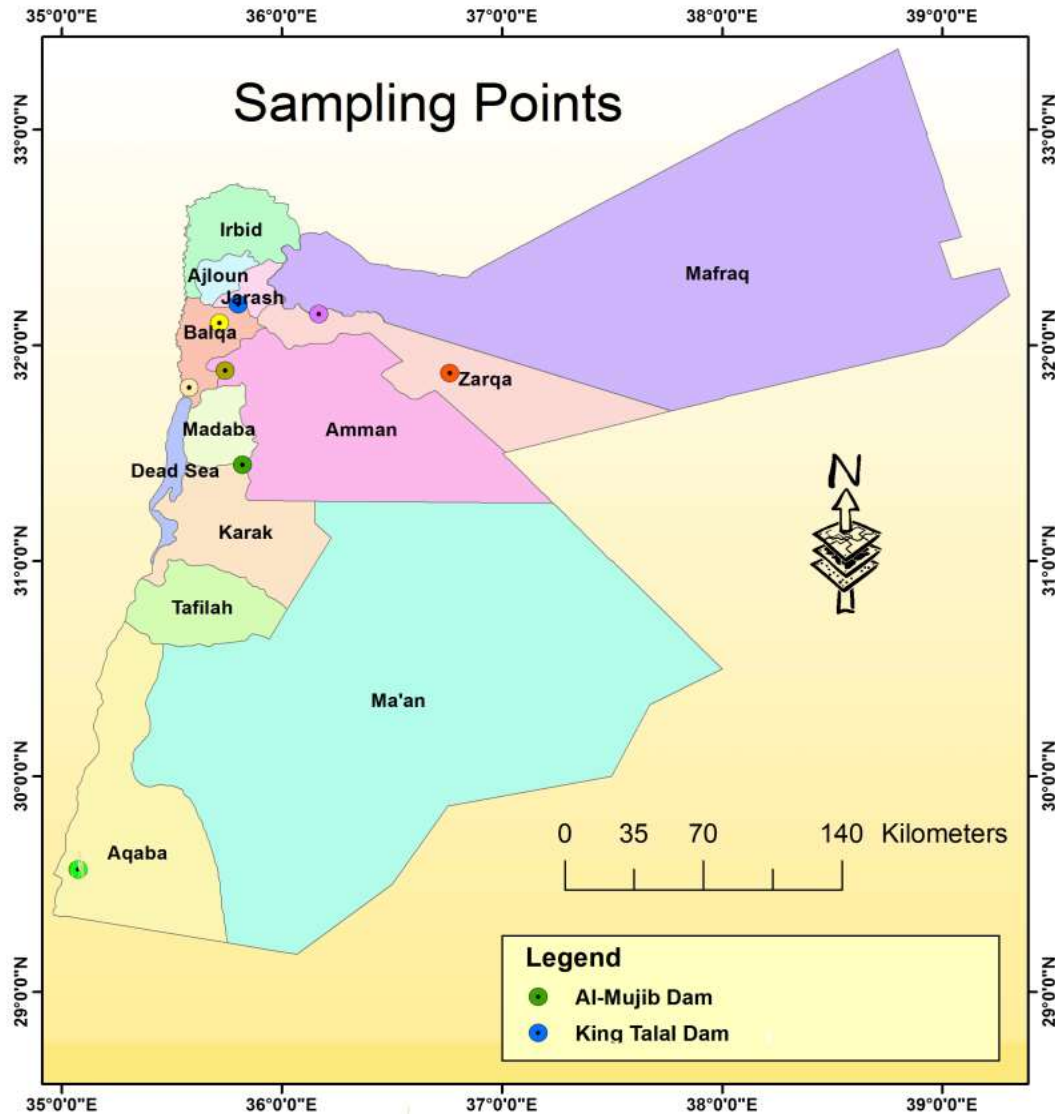 35°0'0"E 36°0'0"E 37°0'0"E 38°0'0"E 39°0'0"E
Sampling Points
33°0'0"N 33°0'0"N
Irbid
Ajloun
Jarash
Mafraq
Balqa
32°0'0"N 32°0'0"N
Zarqa
Madaba
Amman
Dead Sea
N
Karak
31°0'0"N 31°0'0"N
Tafilah
Ma'an
30°0'0"N 30°0'0"N
0 35 70 140 Kilometers
Aqaba
Legend
Al-Mujib Dam
29°0'0"N 29°0'0"N
King Talal Dam
35°0'0"E 36°0'0"E 37°0'0"E 38°0'0"E 39°0'0"E